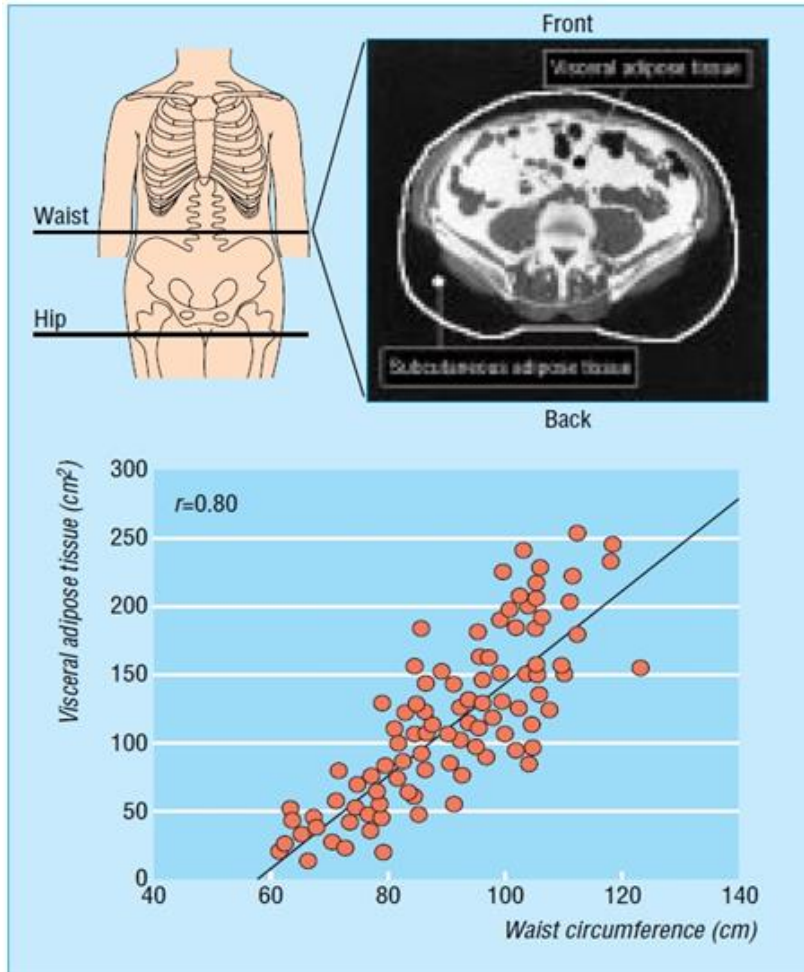 Front
Visceral adipose tissue
Waist
Hip
Subcutaneous adipose tissue
Back
Visceral adipose tissue (cm²)
300
250
200
150
100
50
0
r=0.80
40
60
80
100
120
140
Waist circumference (cm)